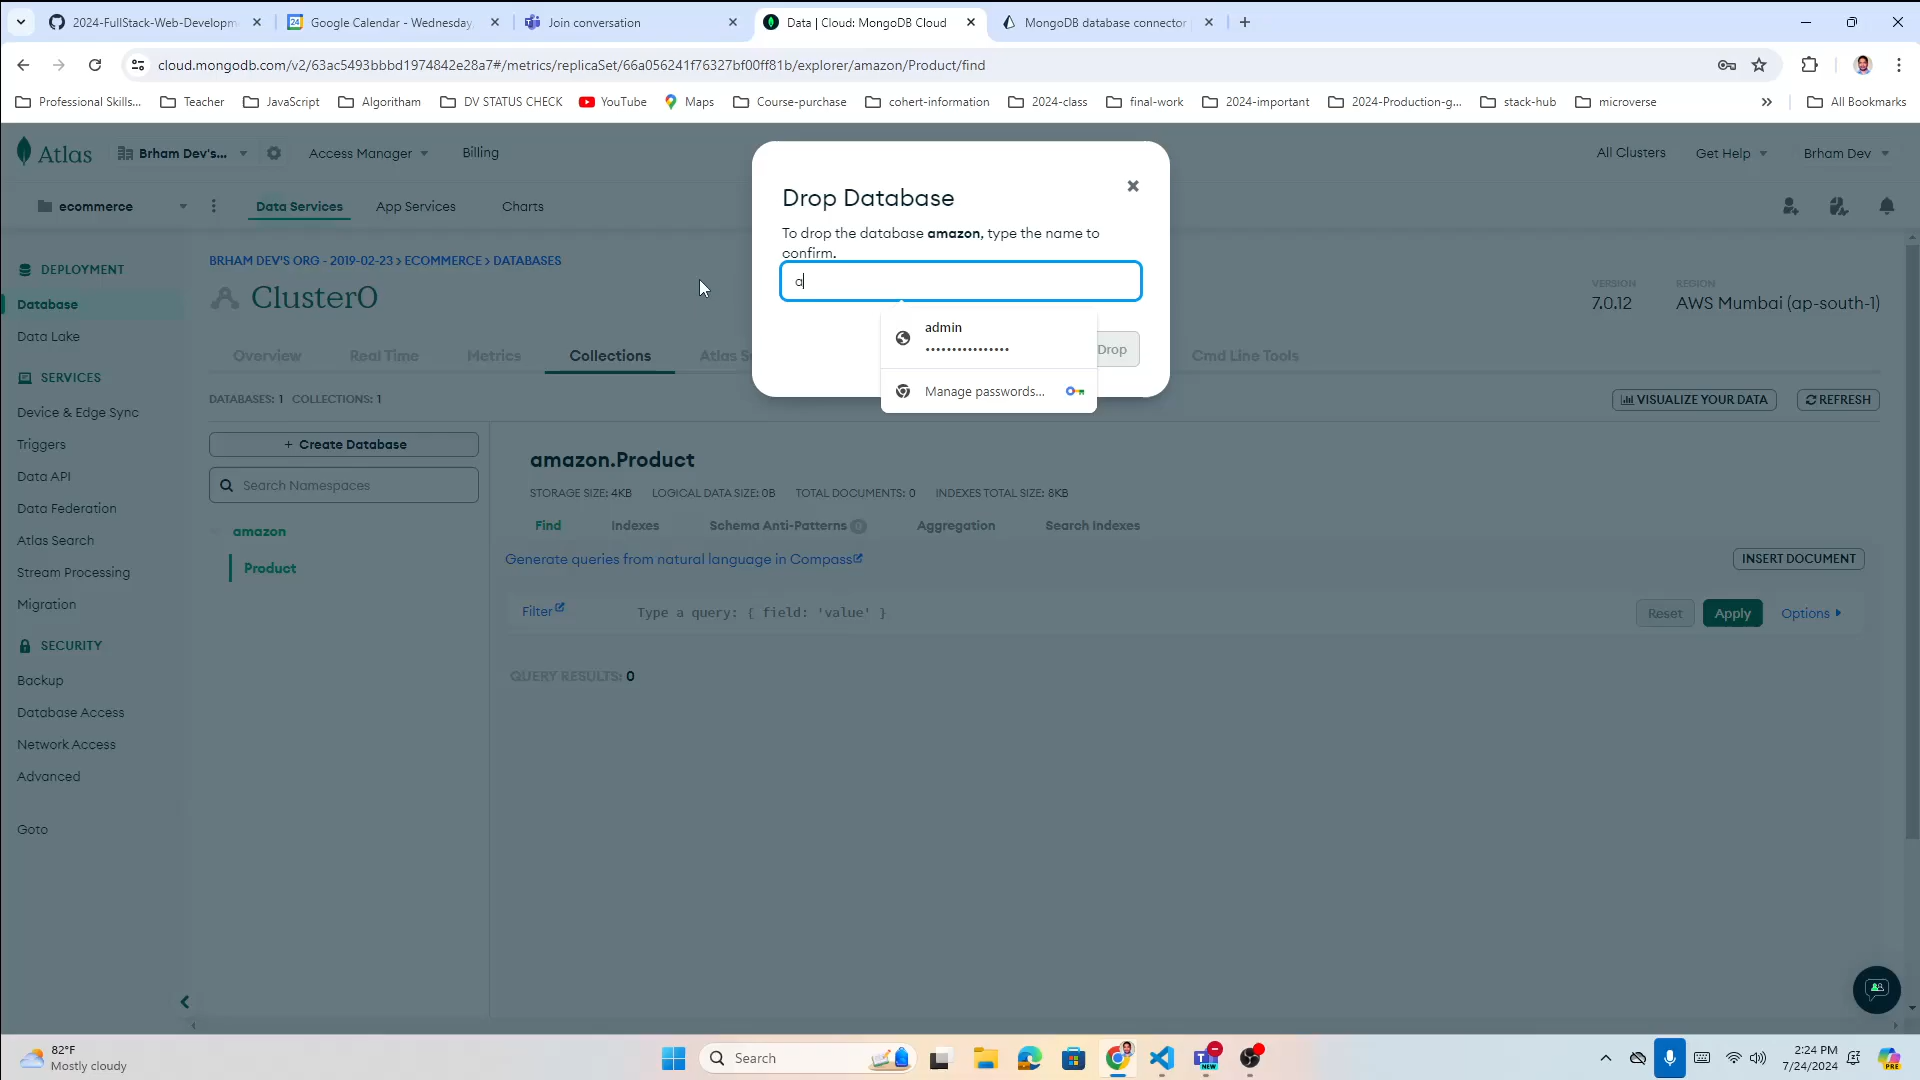 2024-FullStack-Web-Developm
Google Calendar - Wednesday,
Join conversation
Data | Cloud: MongoDB Cloud
MongoDB database connector
cloud.mongodb.com/v2/63ac5493bbbd1974842e28a7#/metrics/replicaSet/66a056241f76327bf00ff81b/explorer/amazon/Product/find
Professional Skills...
Teacher
JavaScript
Algoritham
DV STATUS CHECK
YouTube
Maps
Course-purchase
cohert-information
2024-class
final-work
2024-important
2024-Production-g...
stack-hub
microverse
»
All Bookmarks
Atlas
Brham Dev's...
Access Manager
Billing
All Clusters
Get Help
Brham Dev
ecommerce
Data Services
App Services
Charts
Drop Database
To drop the database amazon, type the name to
confirm.
a
admin
••••••••••••••••
Manage passwords...
Drop
DEPLOYMENT
Database
Data Lake
SERVICES
Device & Edge Sync
Triggers
Data API
Data Federation
Atlas Search
Stream Processing
Migration
SECURITY
Backup
Database Access
Network Access
Advanced
Goto
BRHAM DEV'S ORG - 2019-02-23 > ECOMMERCE > DATABASES
Cluster0
VERSION
7.0.12
REGION
AWS Mumbai (ap-south-1)
Overview
Real Time
Metrics
Collections
Atlas S
Cmd Line Tools
DATABASES: 1 COLLECTIONS: 1
VISUALIZE YOUR DATA
REFRESH
+ Create Database
Search Namespaces
amazon
Product
amazon.Product
STORAGE SIZE: 4KB LOGICAL DATA SIZE: 0B TOTAL DOCUMENTS: 0 INDEXES TOTAL SIZE: 8KB
Find
Indexes
Schema Anti-Patterns 0
Aggregation
Search Indexes
Generate queries from natural language in Compass
INSERT DOCUMENT
Filter
Type a query: { field: 'value' }
Reset
Apply
Options
QUERY RESULTS: 0
82°F
Mostly cloudy
Search
NEW
2:24 PM
7/24/2024
PRE